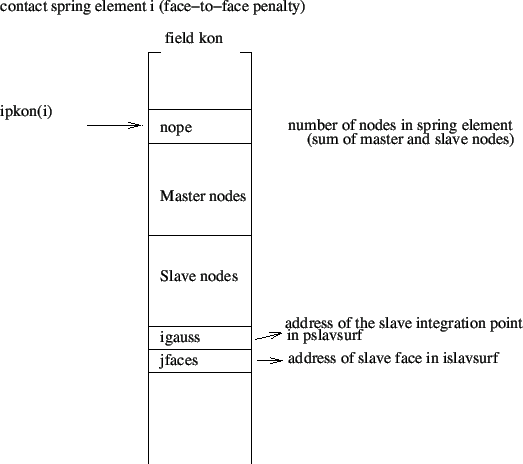 contact spring element i (face–to–face penalty)
field kon
ipkon(i)
nope
number of nodes in spring element
(sum of master and slave nodes)
Master nodes
Slave nodes
address of the slave integration point
igauss
in pslavsurf
jfaces
address of slave face in islavsurf